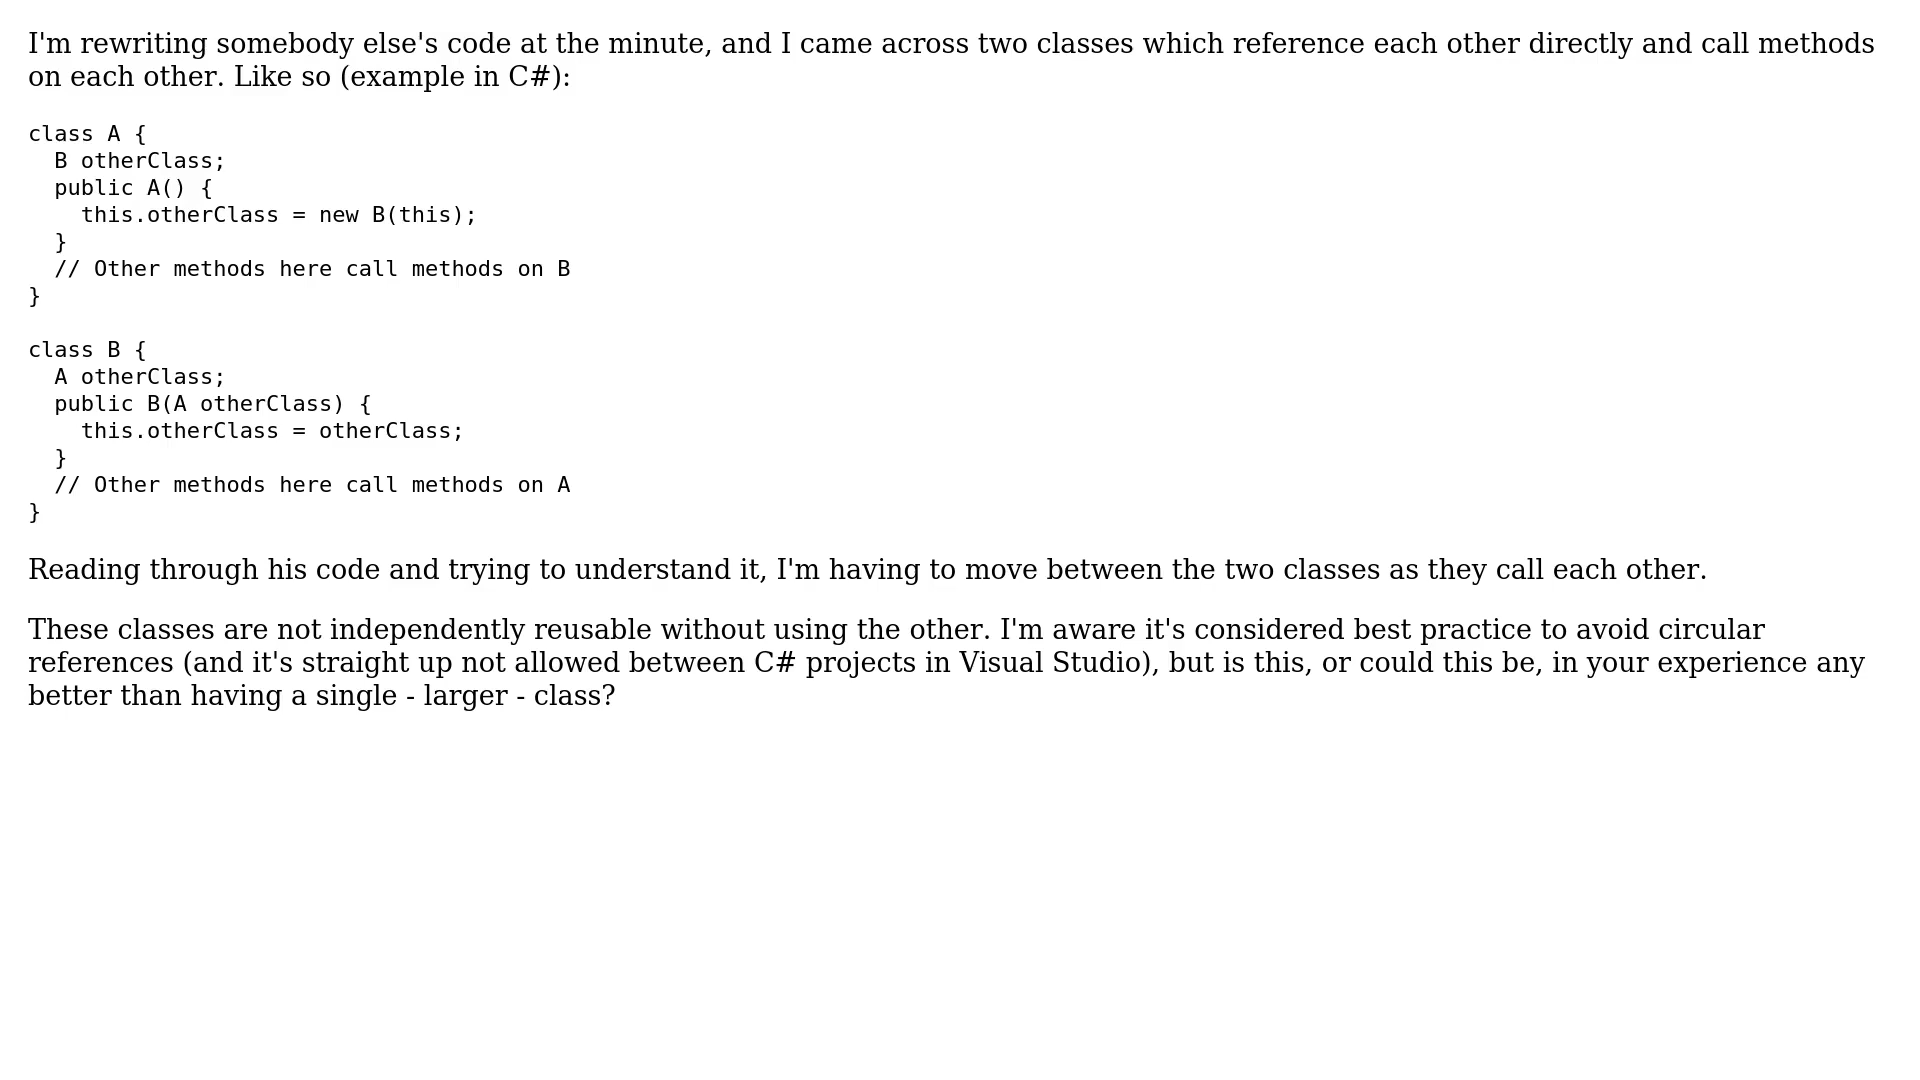 I'm rewriting somebody else's code at the minute, and I came across two classes which reference each other directly and call methods
on each other. Like so (example in C#):
class A {
  B otherClass;
  public A() {
    this.otherClass = new B(this);
  }
  // Other methods here call methods on B
}
class B {
  A otherClass;
  public B(A otherClass) {
    this.otherClass = otherClass;
  }
  // Other methods here call methods on A
}
Reading through his code and trying to understand it, I'm having to move between the two classes as they call each other.
These classes are not independently reusable without using the other. I'm aware it's considered best practice to avoid circular
references (and it's straight up not allowed between C# projects in Visual Studio), but is this, or could this be, in your experience any
better than having a single - larger - class?